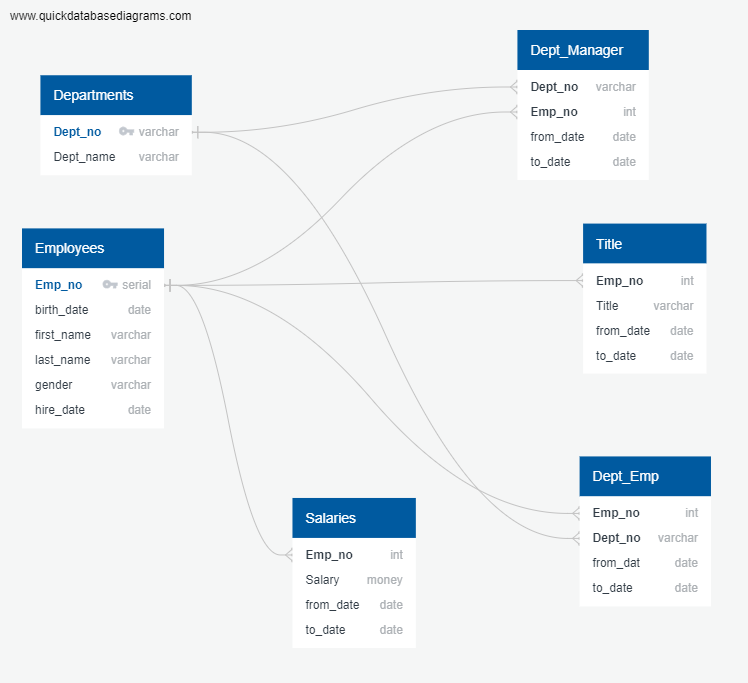 www.quickdatabasediagrams.com
Dept_Manager
Dept_no varchar
Emp_no int
from_date date
to_date date
Departments
Dept_no varchar
Dept_name varchar
Employees
Emp_no serial
birth_date date
first_name varchar
last_name varchar
gender varchar
hire_date date
Title
Emp_no int
Title varchar
from_date date
to_date date
Dept_Emp
Emp_no int
Dept_no varchar
from_dat date
to_date date
Salaries
Emp_no int
Salary money
from_date date
to_date date